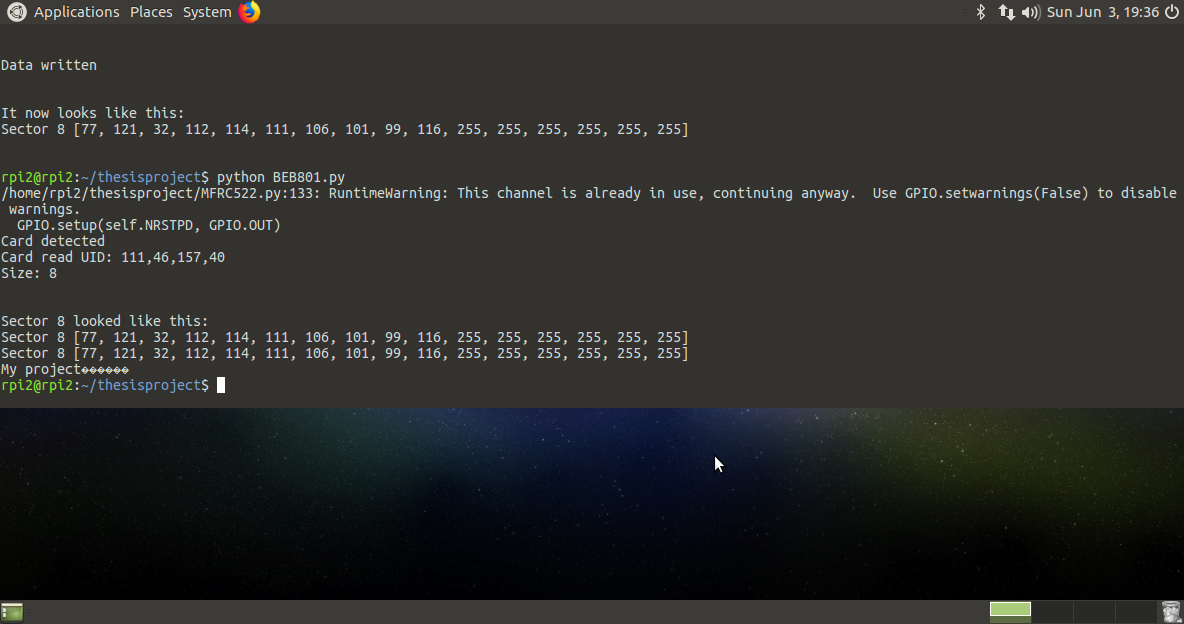 Applications Places System Sun Jun 3, 19:36
Data written
It now looks like this:
Sector 8 [77, 121, 32, 112, 114, 111, 106, 101, 99, 116, 255, 255, 255, 255, 255, 255]
rpi2@rpi2:~/thesisproject$ python BEB801.py
/home/rpi2/thesisproject/MFRC522.py:133: RuntimeWarning: This channel is already in use, continuing anyway.  Use GPIO.setwarnings(False) to disable
 warnings.
  GPIO.setup(self.NRSTPD, GPIO.OUT)
Card detected
Card read UID: 111,46,157,40
Size: 8
Sector 8 looked like this:
Sector 8 [77, 121, 32, 112, 114, 111, 106, 101, 99, 116, 255, 255, 255, 255, 255, 255]
Sector 8 [77, 121, 32, 112, 114, 111, 106, 101, 99, 116, 255, 255, 255, 255, 255, 255]
My project������
rpi2@rpi2:~/thesisproject$